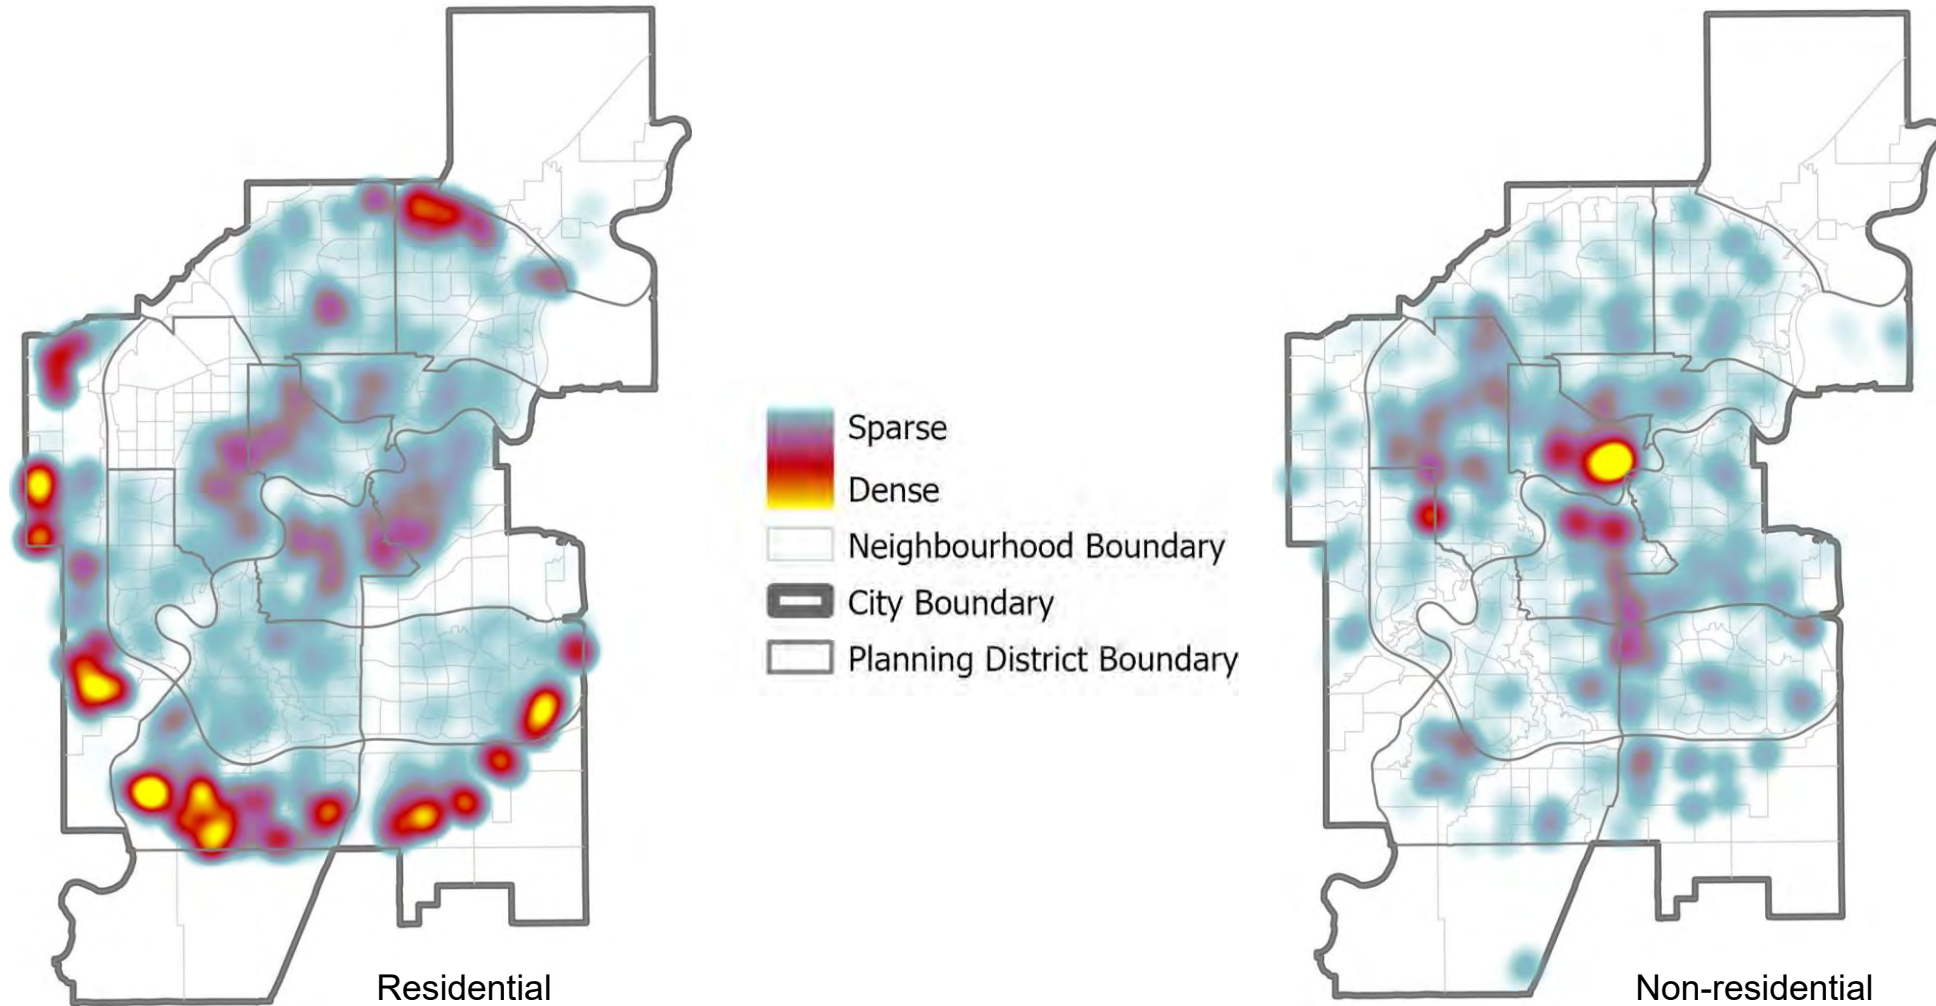 Sparse
Dense
Neighbourhood Boundary
City Boundary
Planning District Boundary
Residential
Non-residential